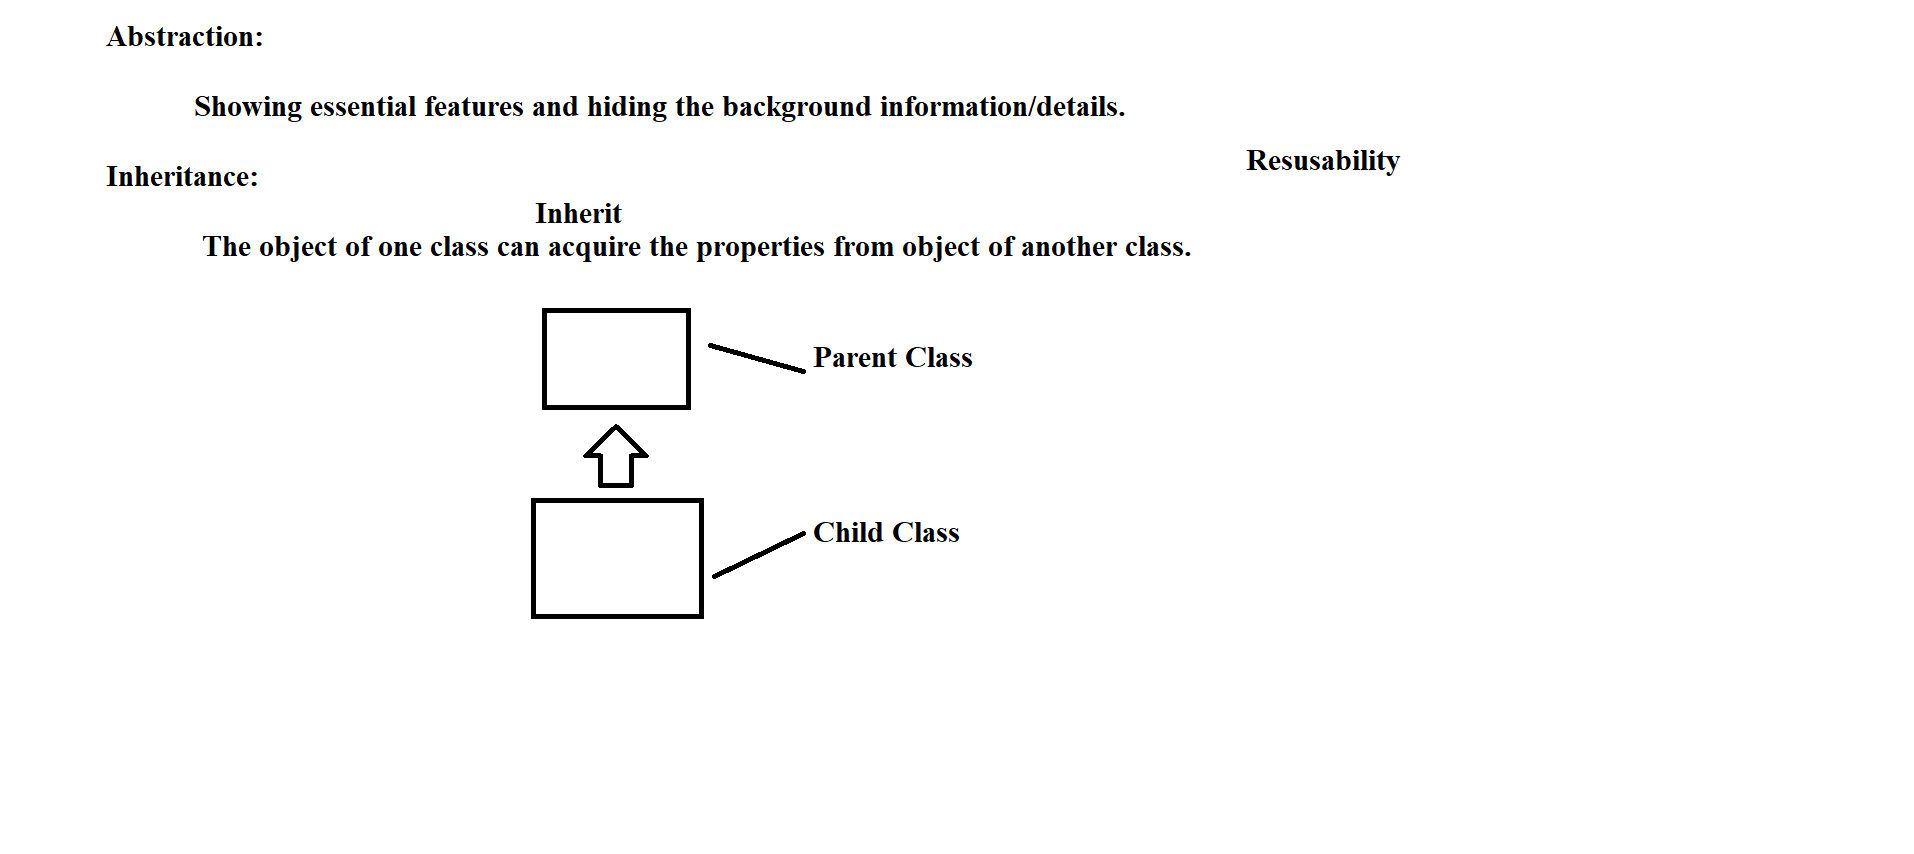 Abstraction:
Showing essential features and hiding the background information/details.
Resusability
Inheritance:
Inherit
The object of one class can acquire the properties from object of another class.
Parent Class
Child Class